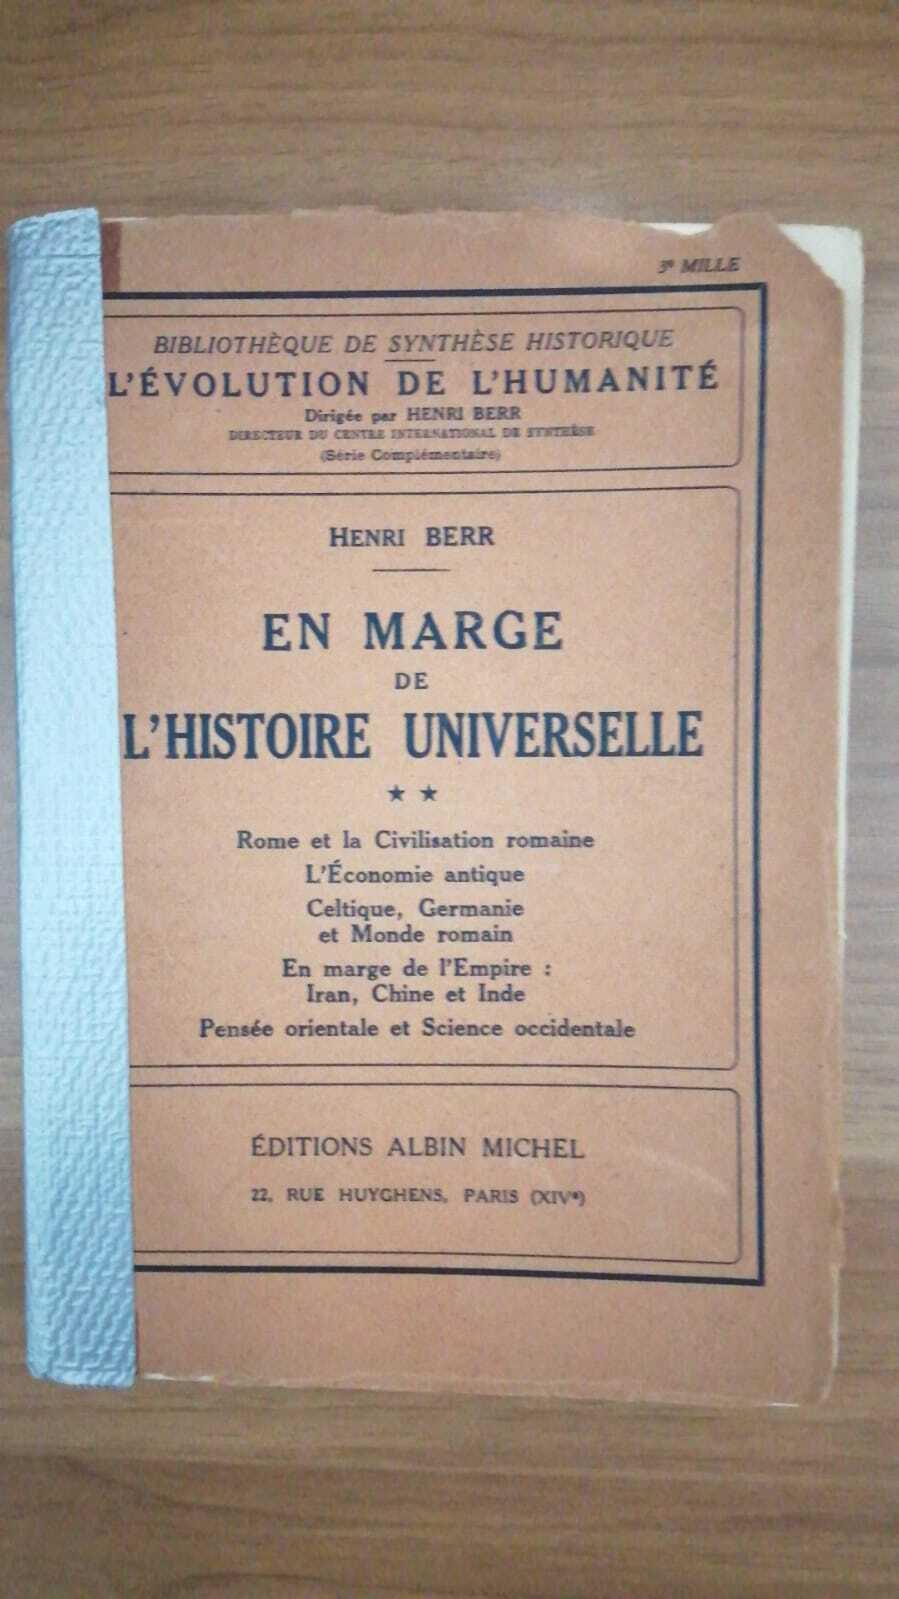 3e MILLE
BIBLIOTHÈQUE DE SYNTHÈSE HISTORIQUE
L'ÉVOLUTION DE L'HUMANITÉ
Dirigée par HENRI BERR
DIRECTEUR DU CENTRE INTERNATIONAL DE SYNTHÈSE
(Série Complémentaire)
HENRI BERR
EN MARGE
DE
L'HISTOIRE UNIVERSELLE
★ ★
Rome et la Civilisation romaine
L'Économie antique
Celtique, Germanie
et Monde romain
En marge de l'Empire :
Iran, Chine et Inde
Pensée orientale et Science occidentale
ÉDITIONS ALBIN MICHEL
22, RUE HUYGHENS, PARIS (XIVe)